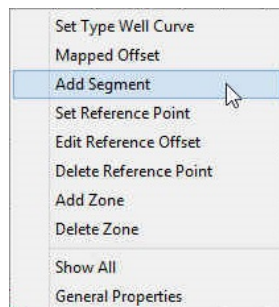 Set Type Well Curve
Mapped Offset
Add Segment
Set Reference Point
Edit Reference Offset
Delete Reference Point
Add Zone
Delete Zone
Show All
General Properties